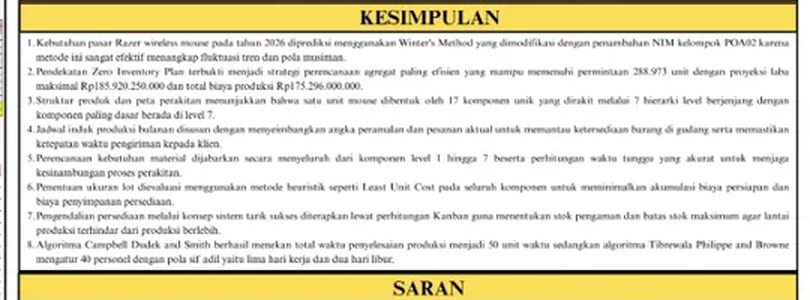 KESIMPULAN
1. Kebutuhan pasar Razer wireless mouse pada tahun 2026 diprediksi menggunakan Winter's Method yang dimodifikasi dengan penambahan NIM kelompok POA02 karena
metode ini sangat efektif menangkap fluktuasi tren dan pola musiman.
2. Pendekatan Zero Inventory Plan terbukti menjadi strategi perencanaan agregat paling efisien yang mampu memenuhi permintaan 288.973 unit dengan proyeksi laba
maksimal Rp185.920.250.000 dan total biaya produksi Rp175.296.000.000.
3. Struktur produk dan peta perakitan menunjukkan bahwa satu unit mouse dibentuk oleh 17 komponen unik yang dirakit melalui 7 hierarki level berjenjang dengan
komponen paling dasar berada di level 7.
4. Jadwal induk produksi bulanan disusun dengan menyeimbangkan angka peramalan dan pesanan aktual untuk memantau ketersediaan barang di gudang serta memastikan
ketepatan waktu pengiriman kepada klien.
5. Perencanaan kebutuhan material dijabarkan secara menyeluruh dari komponen level 1 hingga 7 beserta perhitungan waktu tunggu yang akurat untuk menjaga
kesinambungan proses perakitan.
6. Penentuan ukuran lot dievaluasi menggunakan metode heuristik seperti Least Unit Cost pada seluruh komponen untuk meminimalkan akumulasi biaya persiapan dan
biaya penyimpanan persediaan.
7. Pengendalian persediaan melalui konsep sistem tarik sukses diterapkan lewat perhitungan Kanban guna menentukan stok pengaman dan batas stok maksimum agar lantai
produksi terhindar dari produksi berlebih.
8. Algoritma Campbell Dudek and Smith berhasil menekan total waktu penyelesaian produksi menjadi 50 unit waktu sedangkan algoritma Tibrewala Philippe and Browne
mengatur 40 personel dengan pola sif adil yaitu lima hari kerja dan dua hari libur.
SARAN